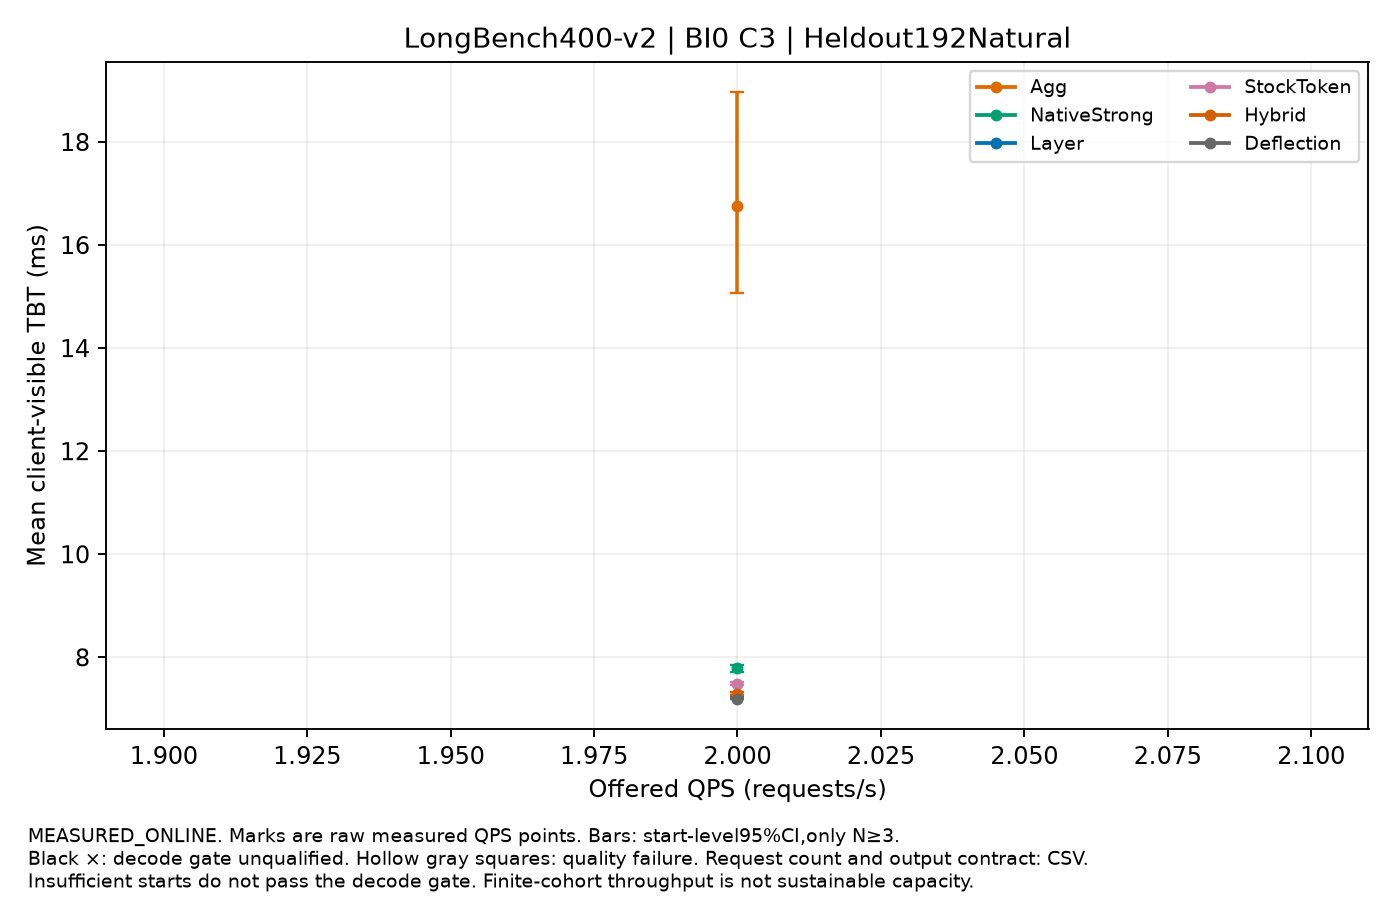 LongBench400-v2 | BI0 C3 | Heldout192Natural
Agg
NativeStrong
Layer
StockToken
Hybrid
Deflection
Mean client-visible TBT (ms)
18
16
14
12
10
8
1.900 1.925 1.950 1.975 2.000 2.025 2.050 2.075 2.100
Offered QPS (requests/s)
MEASURED_ONLINE. Marks are raw measured QPS points. Bars: start-level95%CI,only N≥3.
Black ×: decode gate unqualified. Hollow gray squares: quality failure. Request count and output contract: CSV.
Insufficient starts do not pass the decode gate. Finite-cohort throughput is not sustainable capacity.